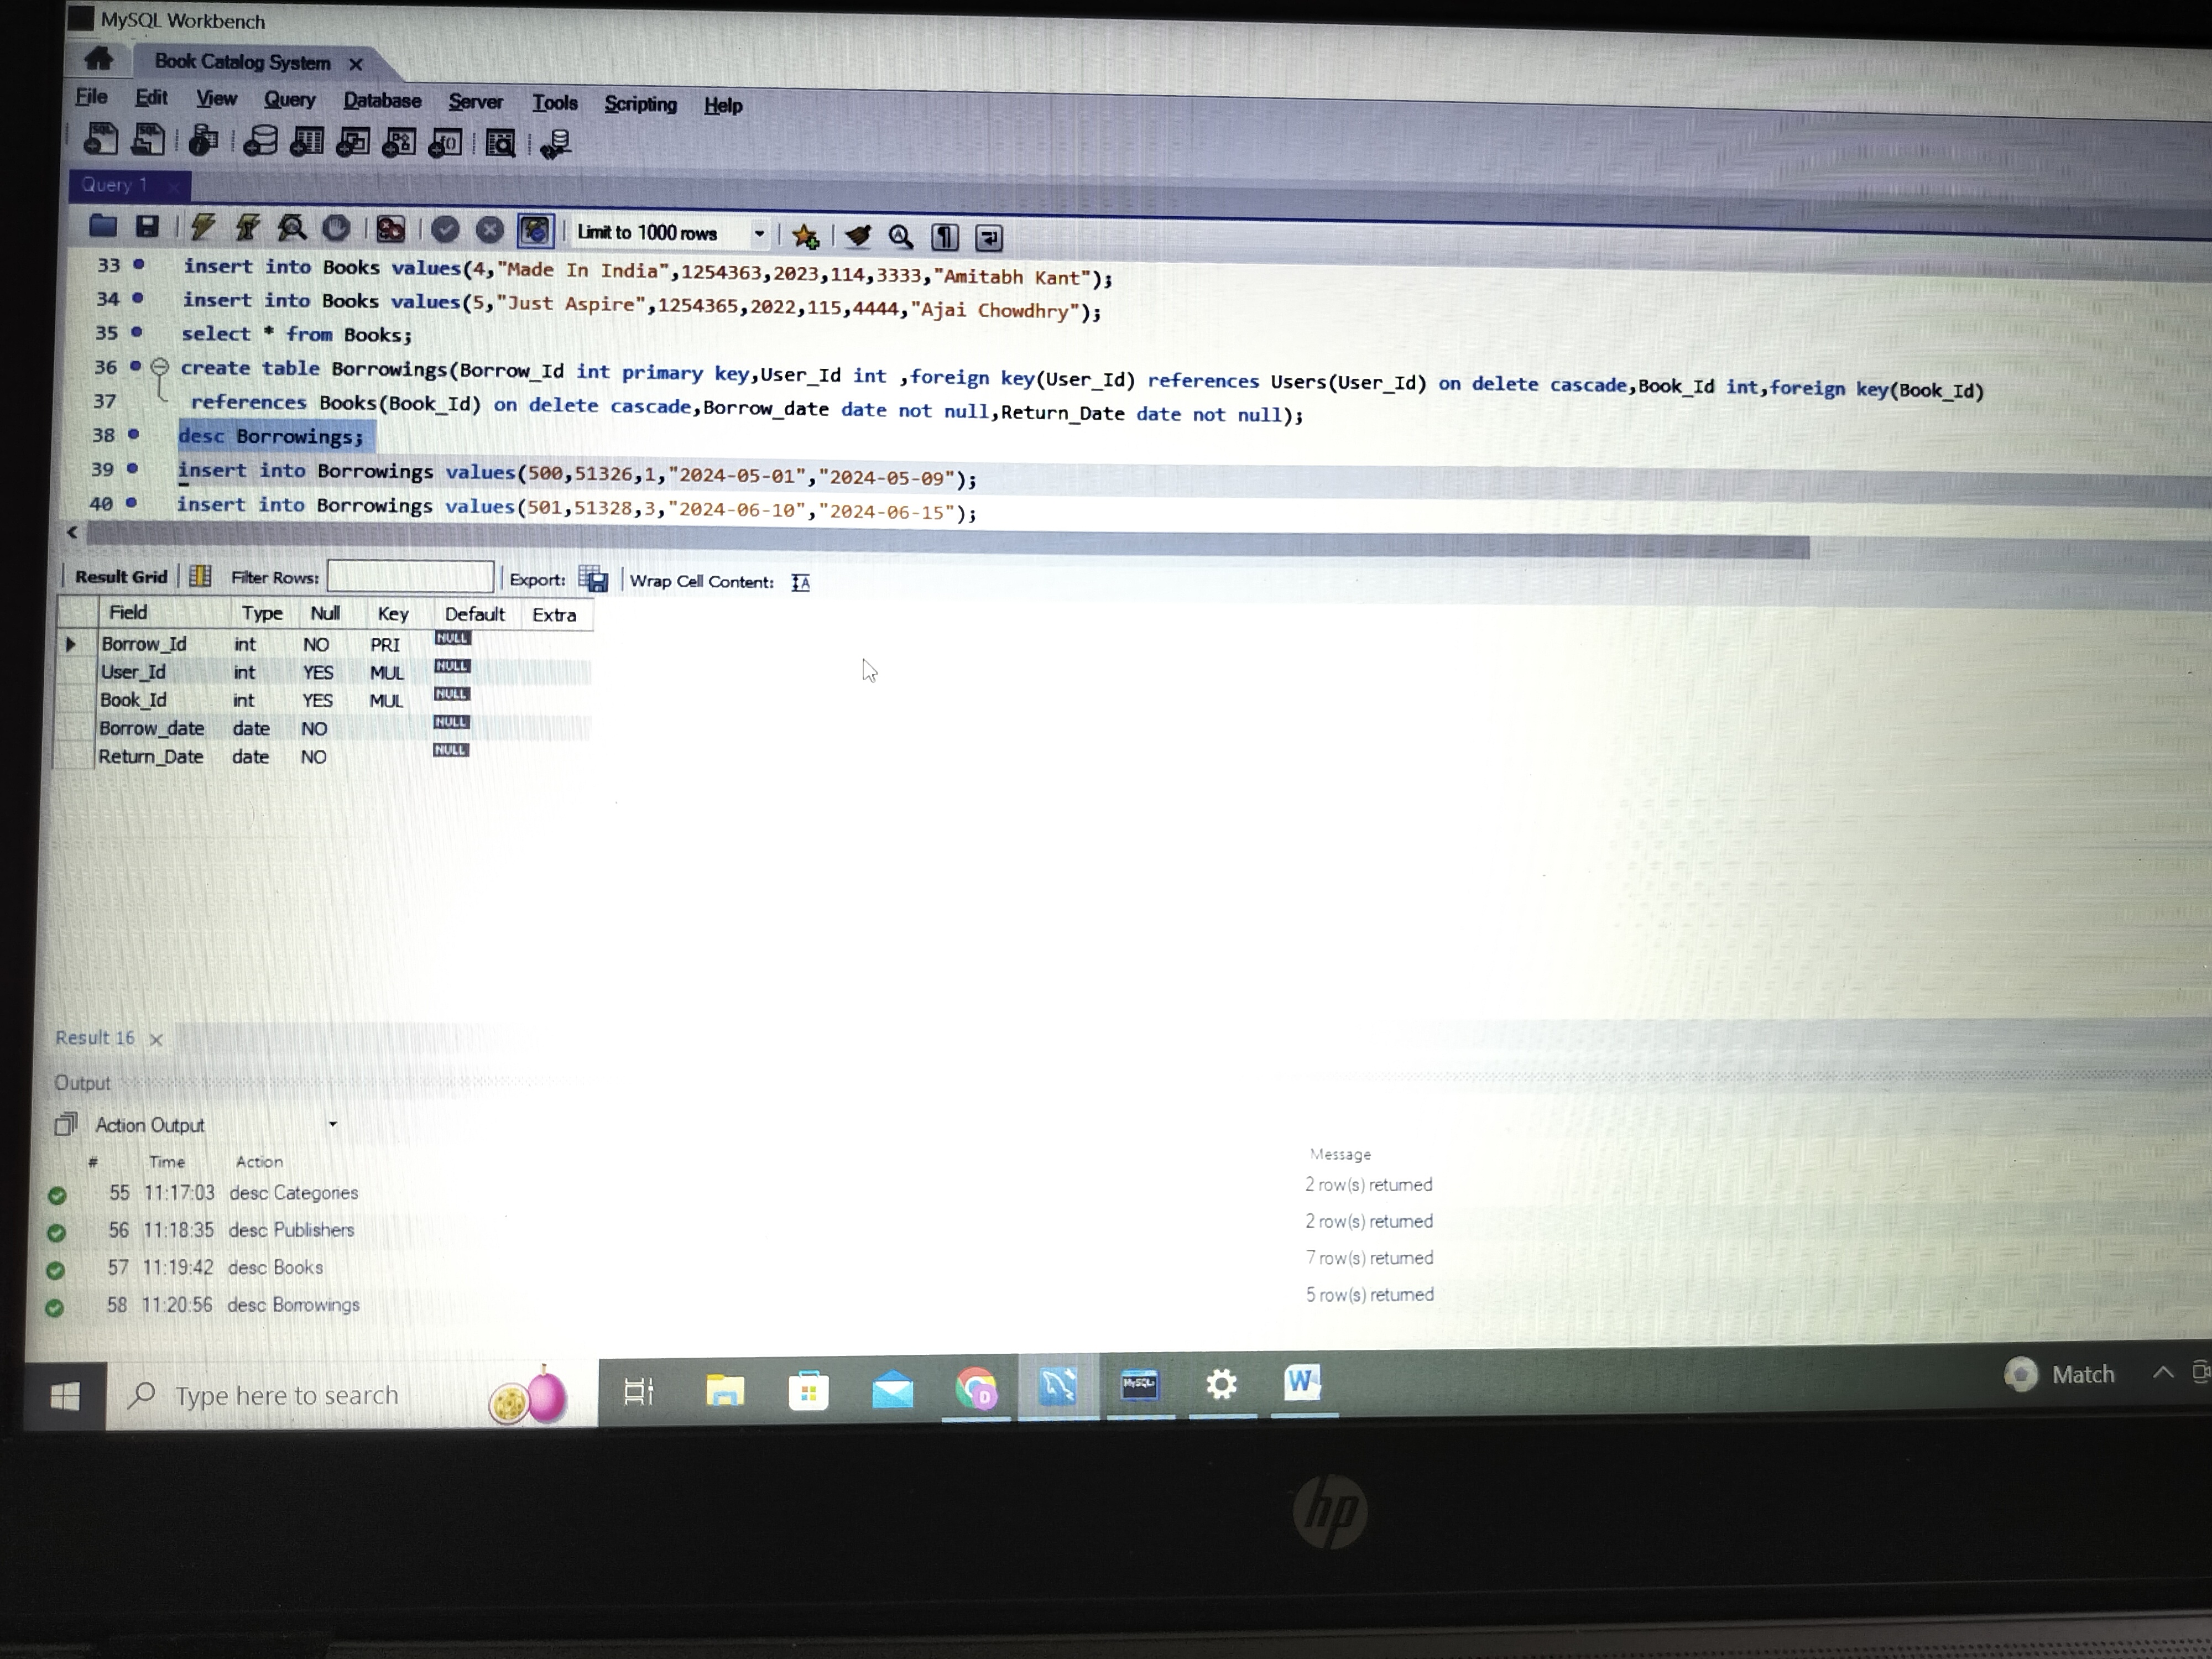 MySQL Workbench
Book Catalog System
File Edit View Query Database Server Tools Scripting Help
Query 1
Limit to 1000 rows
33 insert into Books values(4,"Made In India",1254363,2023,114,3333,"Amitabh Kant");
34 insert into Books values(5,"Just Aspire",1254365,2022,115,4444,"Ajai Chowdhry");
35 select * from Books;
36 create table Borrowings(Borrow_Id int primary key,User_Id int ,foreign key(User_Id) references Users(User_Id) on delete cascade,Book_Id int,foreign key(Book_Id)
37 references Books(Book_Id) on delete cascade,Borrow_date date not null,Return_Date date not null);
38 desc Borrowings;
39 insert into Borrowings values(500,51326,1,"2024-05-01","2024-05-09");
40 insert into Borrowings values(501,51328,3,"2024-06-10","2024-06-15");
Result Grid Filter Rows: Export: Wrap Cell Content:
Field Type Null Key Default Extra
Borrow_Id int NO PRI NULL
User_Id int YES MUL NULL
Book_Id int YES MUL NULL
Borrow_date date NO NULL
Return_Date date NO NULL
Result 16
Output
Action Output
# Time Action Message
55 11:17:03 desc Categories 2 row(s) returned
56 11:18:35 desc Publishers 2 row(s) returned
57 11:19:42 desc Books 7 row(s) returned
58 11:20:56 desc Borrowings 5 row(s) returned
Type here to search
Match
hp